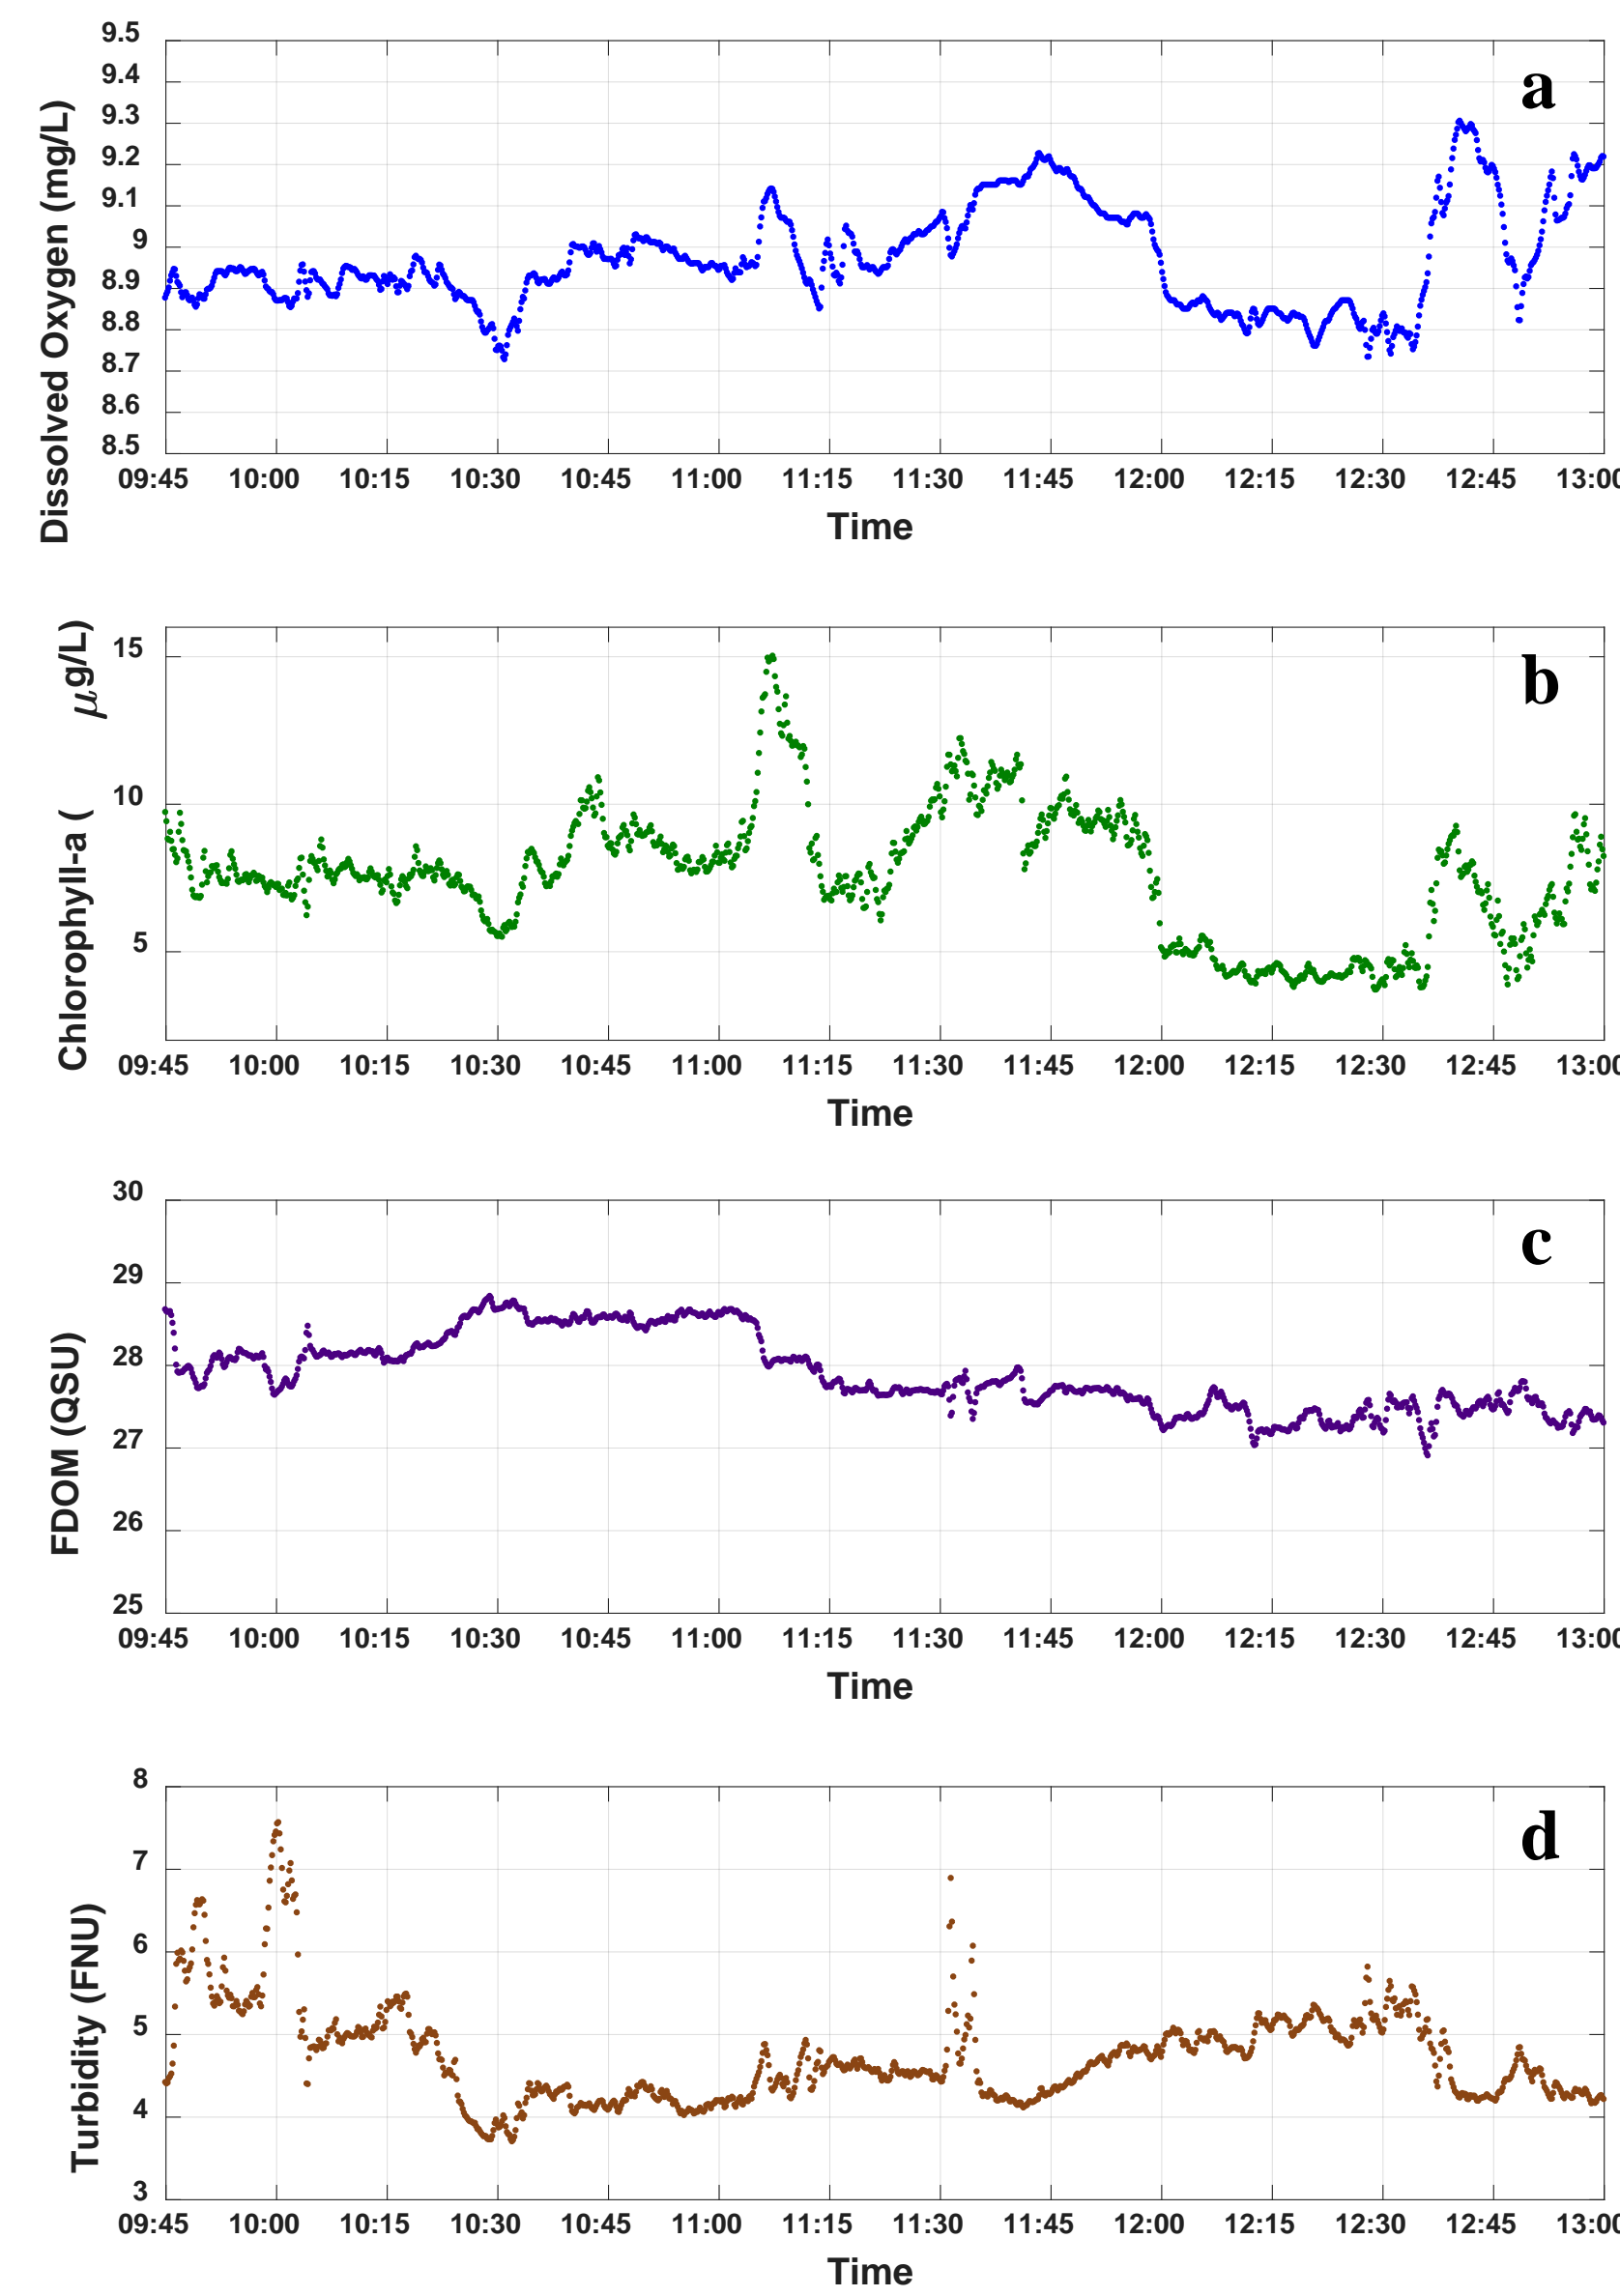 9.5
9.4
9.3
9.2
9.1
9
8.9
8.8
8.7
8.6
8.5
Dissolved Oxygen (mg/L)
a
09:45 10:00 10:15 10:30 10:45 11:00 11:15 11:30 11:45 12:00 12:15 12:30 12:45 13:00
Time
15
10
5
Chlorophyll-a ( μg/L)
b
09:45 10:00 10:15 10:30 10:45 11:00 11:15 11:30 11:45 12:00 12:15 12:30 12:45 13:00
Time
30
29
28
27
26
25
FDOM (QSU)
c
09:45 10:00 10:15 10:30 10:45 11:00 11:15 11:30 11:45 12:00 12:15 12:30 12:45 13:00
Time
8
7
6
5
4
3
Turbidity (FNU)
d
09:45 10:00 10:15 10:30 10:45 11:00 11:15 11:30 11:45 12:00 12:15 12:30 12:45 13:00
Time